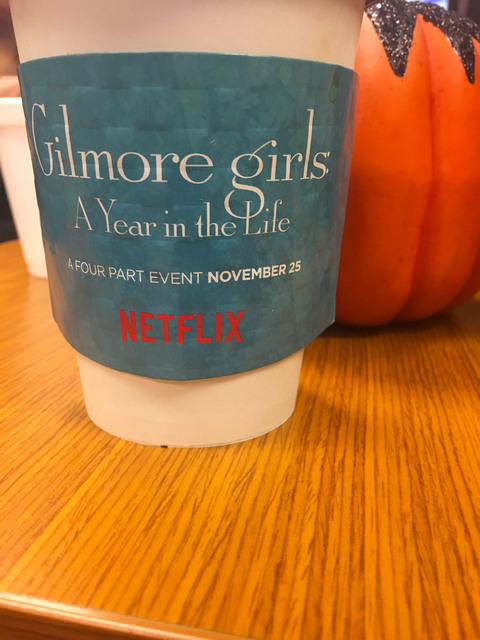 Gilmore girls
A Year in the Life
A FOUR PART EVENT NOVEMBER 25
NETFLIX